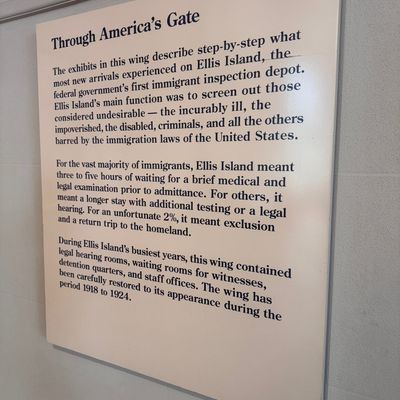 Through America's Gate
The exhibits in this wing describe step-by-step what
most new arrivals experienced on Ellis Island, the
federal government's first immigrant inspection depot.
Ellis Island's main function was to screen out those
considered undesirable — the incurably ill, the
impoverished, the disabled, criminals, and all the others
barred by the immigration laws of the United States.
For the vast majority of immigrants, Ellis Island meant
three to five hours of waiting for a brief medical and
legal examination prior to admittance. For others, it
meant a longer stay with additional testing or a legal
hearing. For an unfortunate 2%, it meant exclusion
and a return trip to the homeland.
During Ellis Island's busiest years, this wing contained
legal hearing rooms, waiting rooms for witnesses,
detention quarters, and staff offices. The wing has
been carefully restored to its appearance during the
period 1918 to 1924.